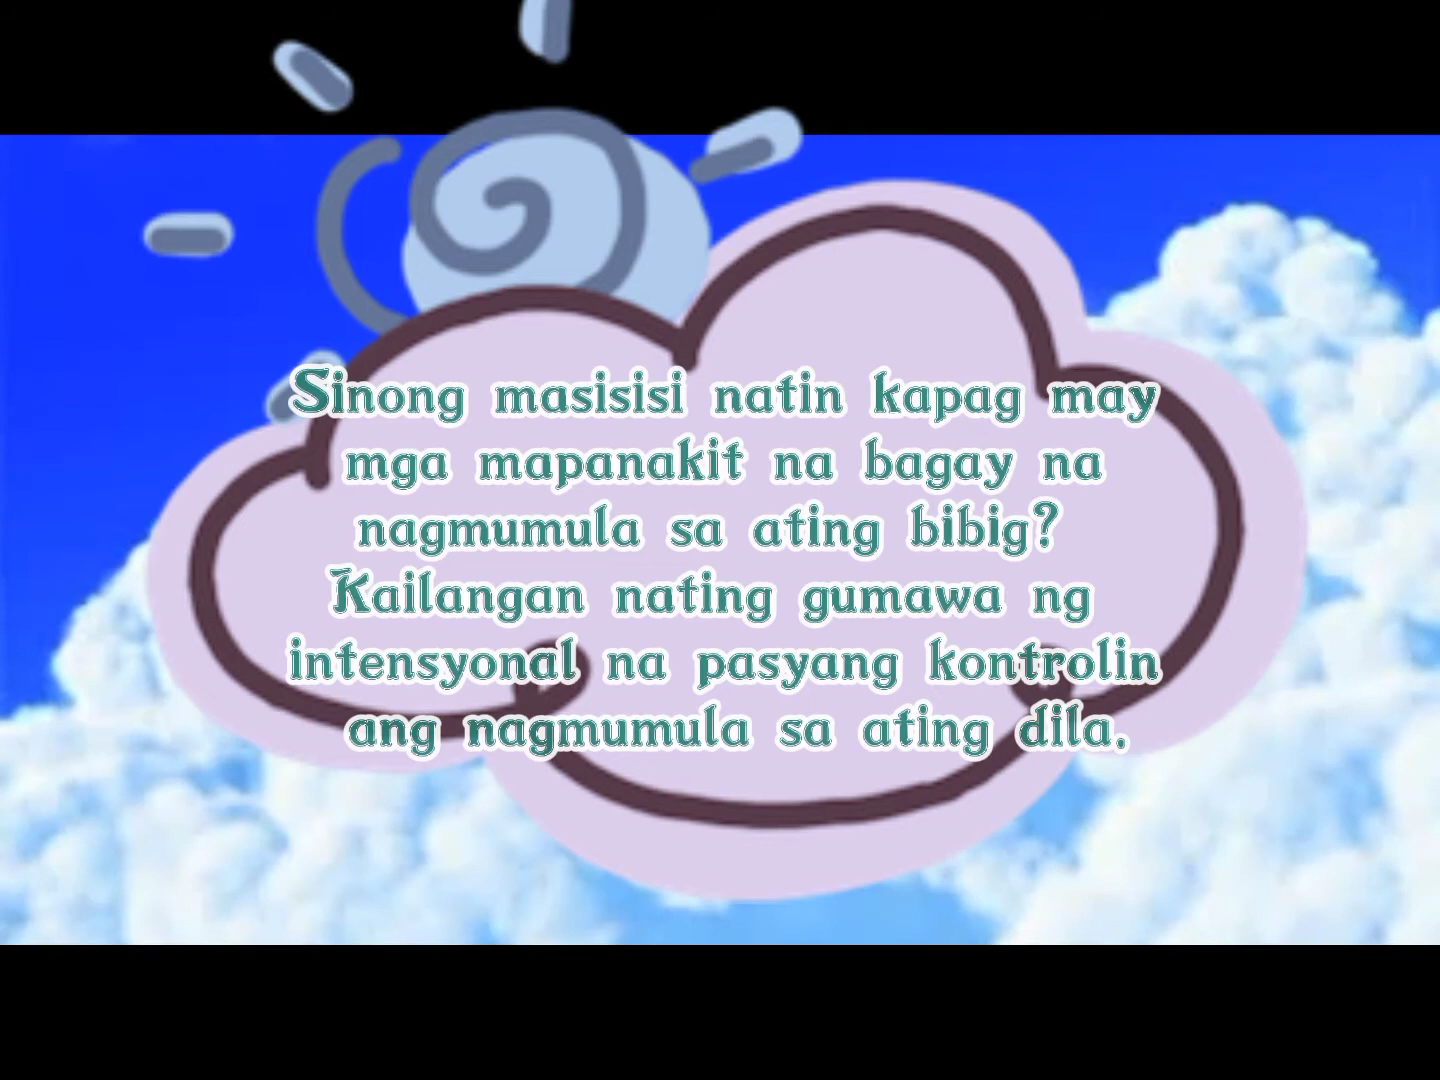 Sinong masisisi natin kapag may
mga mapanakit na bagay na
nagmumula sa ating bibig?
Kailangan nating gumawa ng
intensyonal na pasyang kontrolin
ang nagmumula sa ating dila.